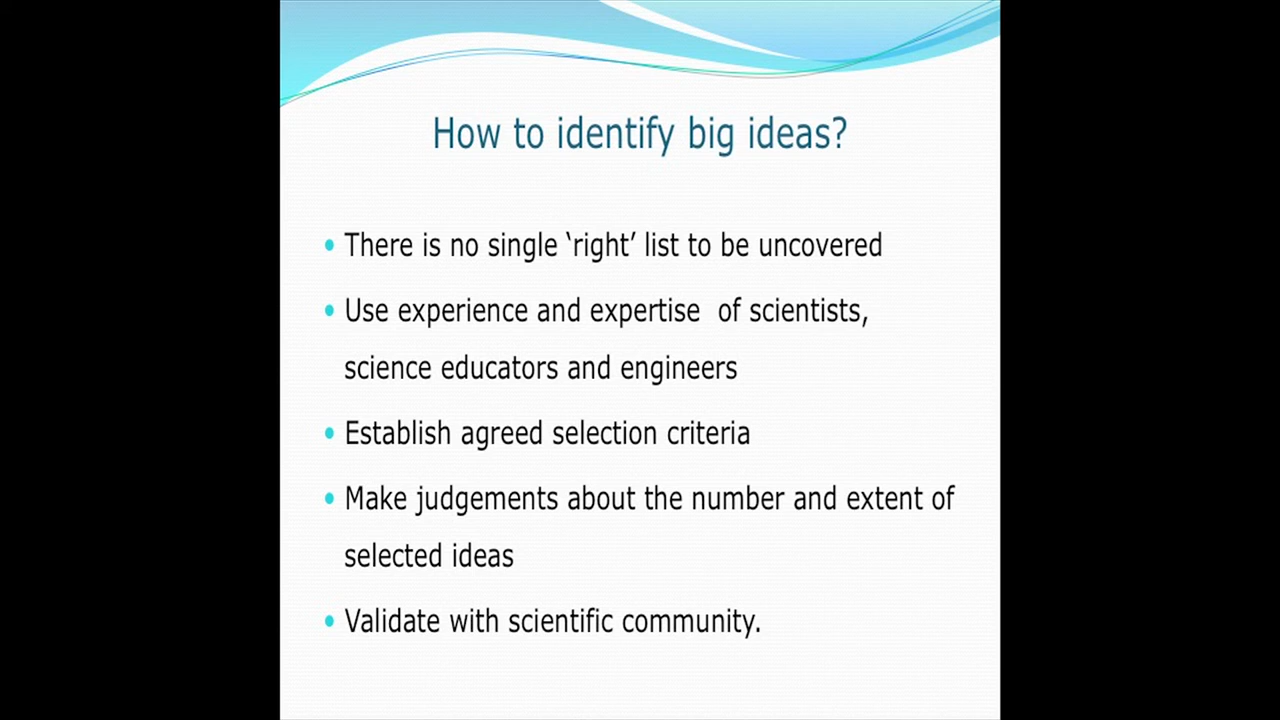 How to identify big ideas?
• There is no single ‘right’ list to be uncovered
• Use experience and expertise  of scientists,
science educators and engineers
• Establish agreed selection criteria
• Make judgements about the number and extent of
selected ideas
• Validate with scientific community.